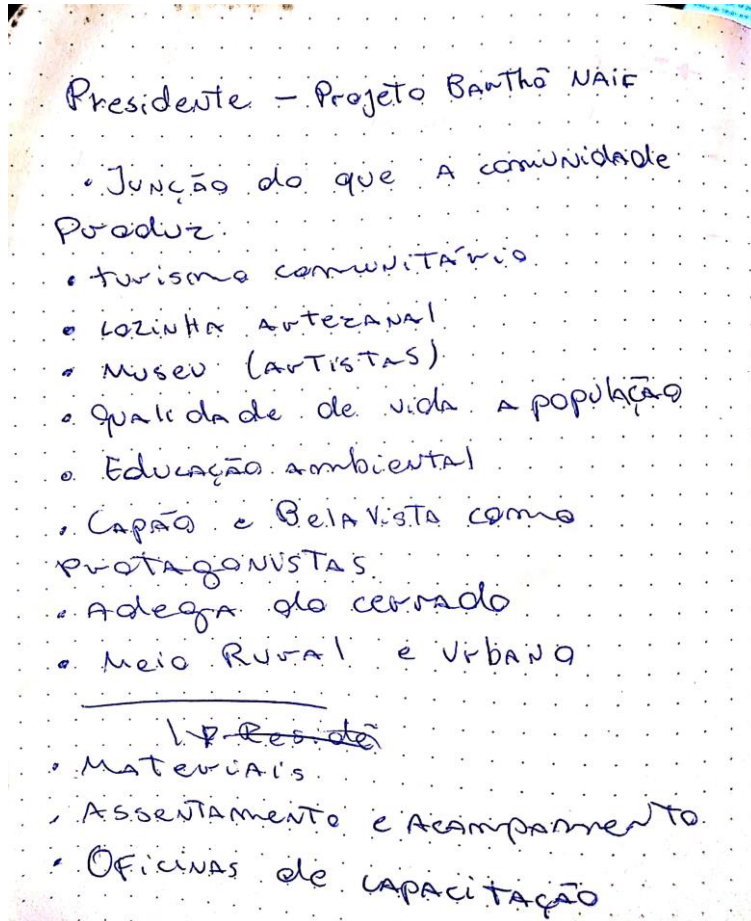 Presidente - Projeto Banthô NAiF
• Junção do que A comunidade
Produz.
• turismo comunitário
• Cozinha Artezanal
• Museu (Artistas)
• Qualidade de vida A população
• Educação ambiental
• Capão e Bela Vista como
protagonistas
• Adega do cerrado
• Meio Rural e Urbano
• Materiais
• Assentamento e Acampamento
• Oficinas de capacitação